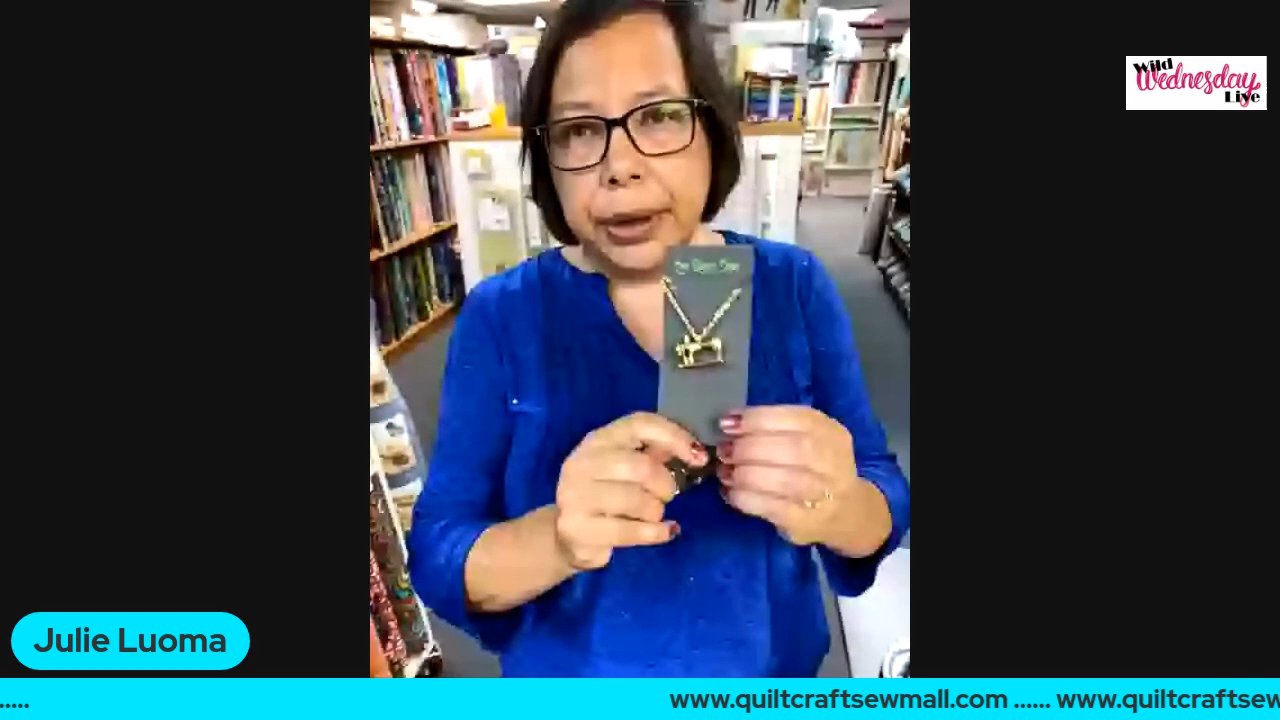 Wild
Wednesday
Live
Julie Luoma
..... www.quiltcraftsewmall.com ...... www.quiltcraftsew